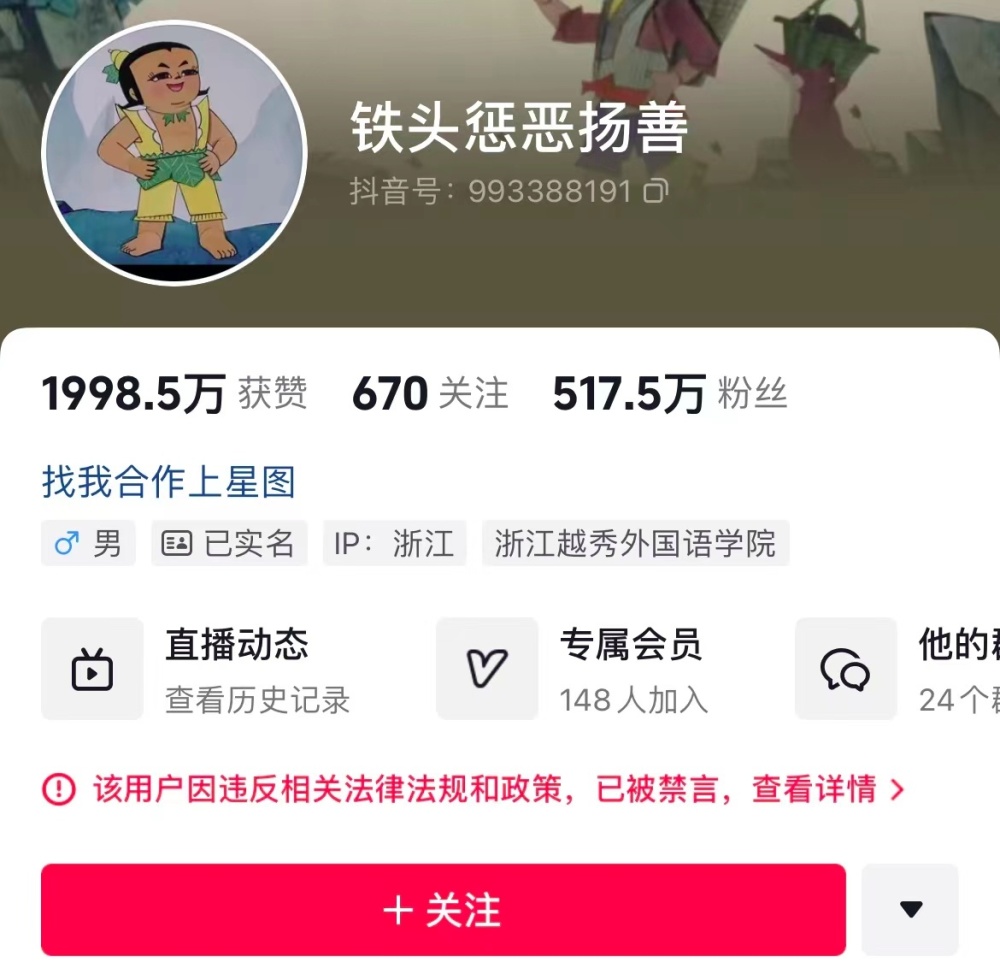 铁头惩恶扬善
抖音号：993388191
1998.5万 获赞 670 关注 517.5万 粉丝
找我合作上星图
男 已实名 IP：浙江 浙江越秀外国语学院
直播动态 专属会员 他的
查看历史记录 148人加入 24个
该用户因违反相关法律法规和政策，已被禁言，查看详情
+ 关注